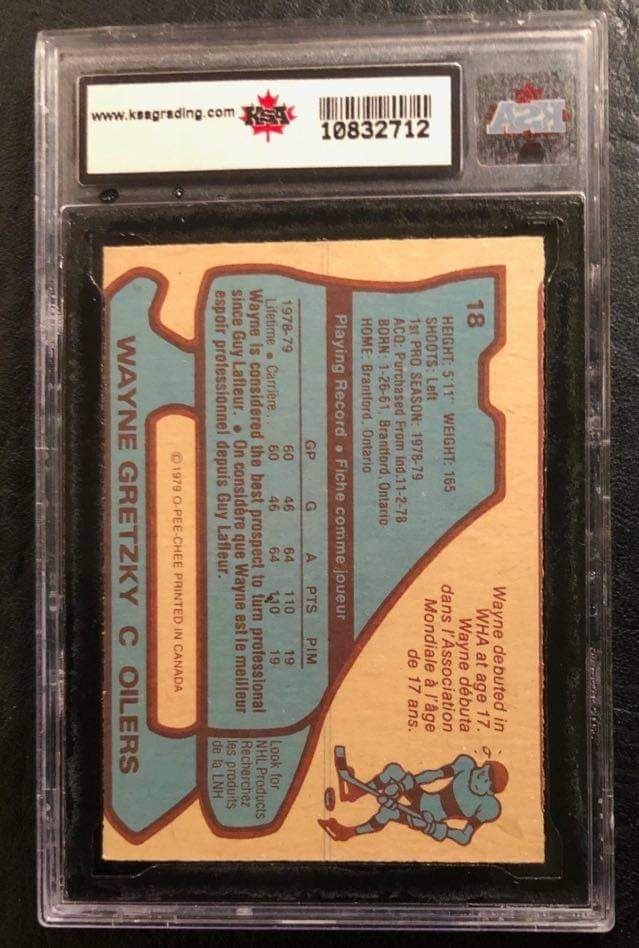 www.ksagrading.com
KSA
10832712
KSA
18
HEIGHT: 5'11" WEIGHT: 165
SHOOTS: Left
1st PRO SEASON: 1978-79
ACQ: Purchased From Ind.11-2-78
BORN: 1-26-61, Brantford, Ontario
HOME: Brantford, Ontario
Wayne debuted in
WHA at age 17.
Wayne débuta
dans l'Association
Mondiale à l'âge
de 17 ans.
Playing Record • Fiche comme joueur
GP G A PTS PIM
1978-79 60 46 64 110 19
Lifetime • Carrière... 60 46 64 110 19
Wayne is considered the best prospect to turn professional
since Guy Lafleur. • On considère que Wayne est le meilleur
espoir professionnel depuis Guy Lafleur.
Look for
NHL Products
Recherchez
les produits
de la LNH
© 1979 O-PEE-CHEE PRINTED IN CANADA
WAYNE GRETZKY C OILERS